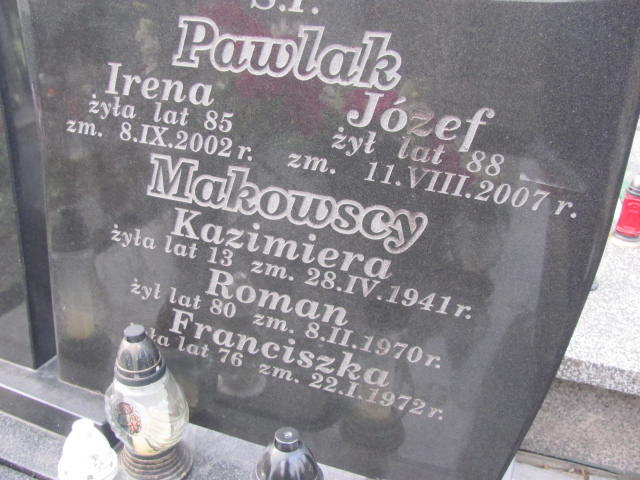 Ś.P.
Pawlak
Irena
żyła lat 85
zm. 8.IX.2002 r.
Józef
żył lat 88
zm. 11.VIII.2007 r.
Makowscy
Kazimiera
żyła lat 13 zm. 28.IV.1941 r.
Roman
żył lat 80 zm. 8.II.1970 r.
Franciszka
lat 76 zm. 22.I.1972 r.